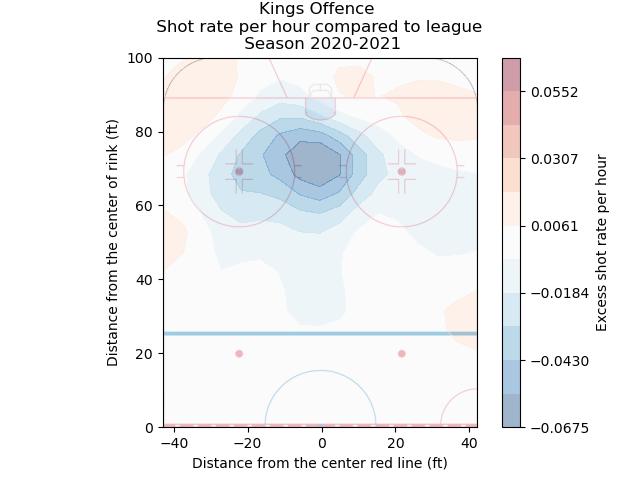 Kings Offence
Shot rate per hour compared to league
Season 2020-2021
100
80
60
40
20
0
−40
−20
0
20
40
Distance from the center of rink (ft)
Distance from the center red line (ft)
0.0552
0.0307
0.0061
−0.0184
−0.0430
−0.0675
Excess shot rate per hour